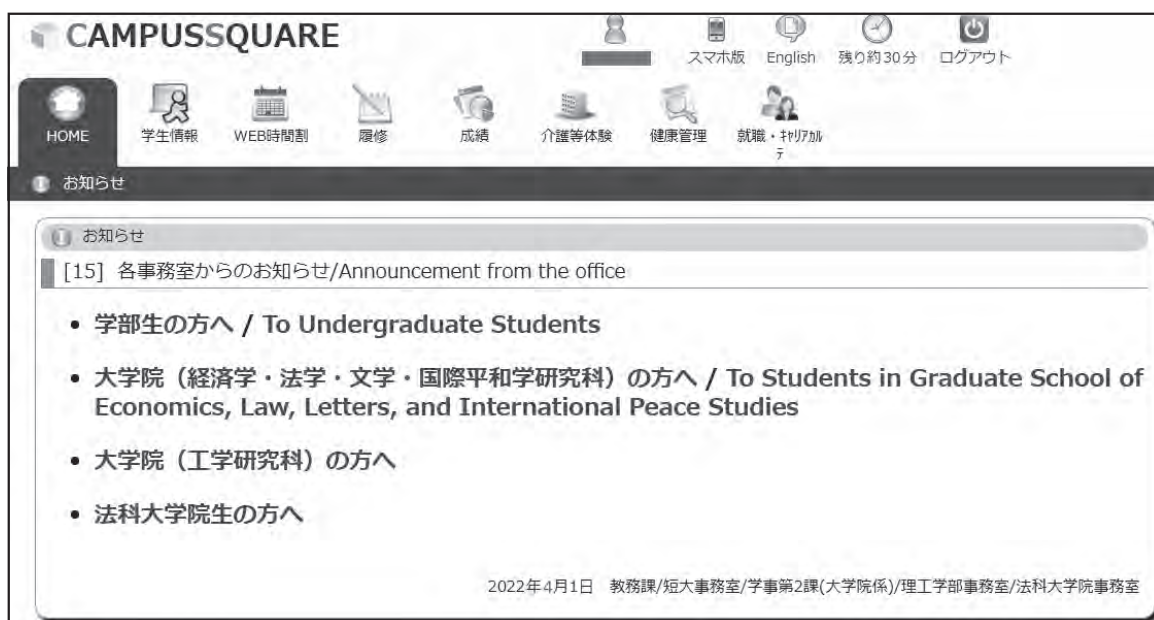 CAMPUSSQUARE
スマホ版 English 残り約30分 ログアウト
HOME 学生情報 WEB時間割 履修 成績 介護等体験 健康管理 就職・ｷｬﾘｱｶﾙ
ﾃ
お知らせ
お知らせ
[15] 各事務室からのお知らせ/Announcement from the office
• 学部生の方へ / To Undergraduate Students
• 大学院（経済学・法学・文学・国際平和学研究科）の方へ / To Students in Graduate School of
Economics, Law, Letters, and International Peace Studies
• 大学院（工学研究科）の方へ
• 法科大学院生の方へ
2022年4月1日 教務課/短大事務室/学事第2課(大学院係)/理工学部事務室/法科大学院事務室